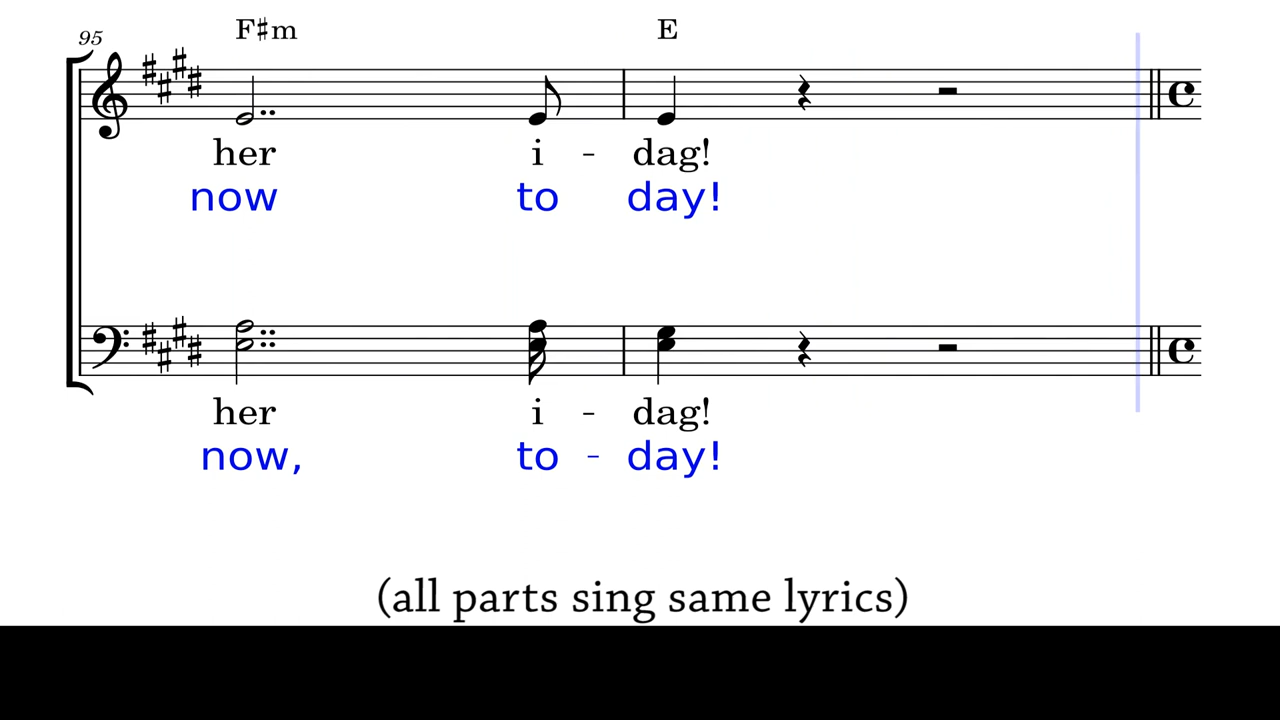 95 F♯m E
her i - dag!
now to day!
her i - dag!
now, to - day!
(all parts sing same lyrics)